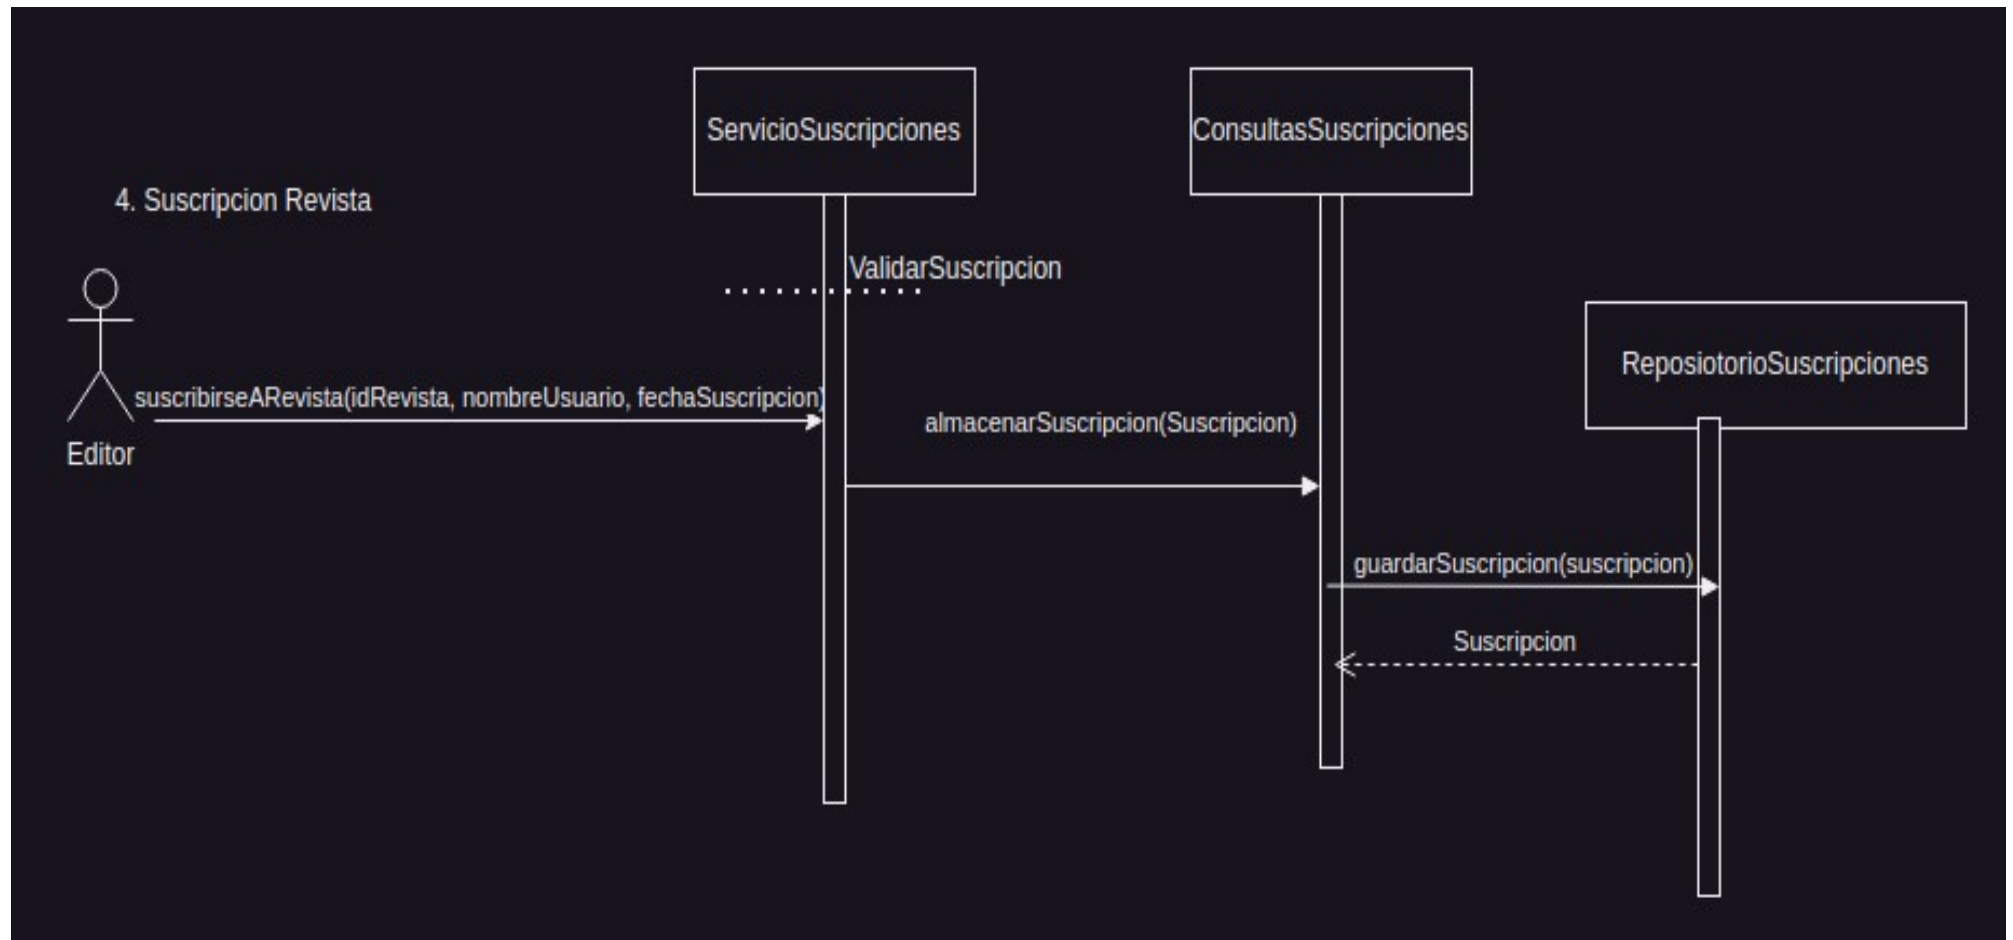 ServicioSuscripciones
ConsultasSuscripciones
4. Suscripcion Revista
ValidarSuscripcion
ReposiotorioSuscripciones
suscribirseARevista(idRevista, nombreUsuario, fechaSuscripcion)
almacenarSuscripcion(Suscripcion)
Editor
guardarSuscripcion(suscripcion)
Suscripcion